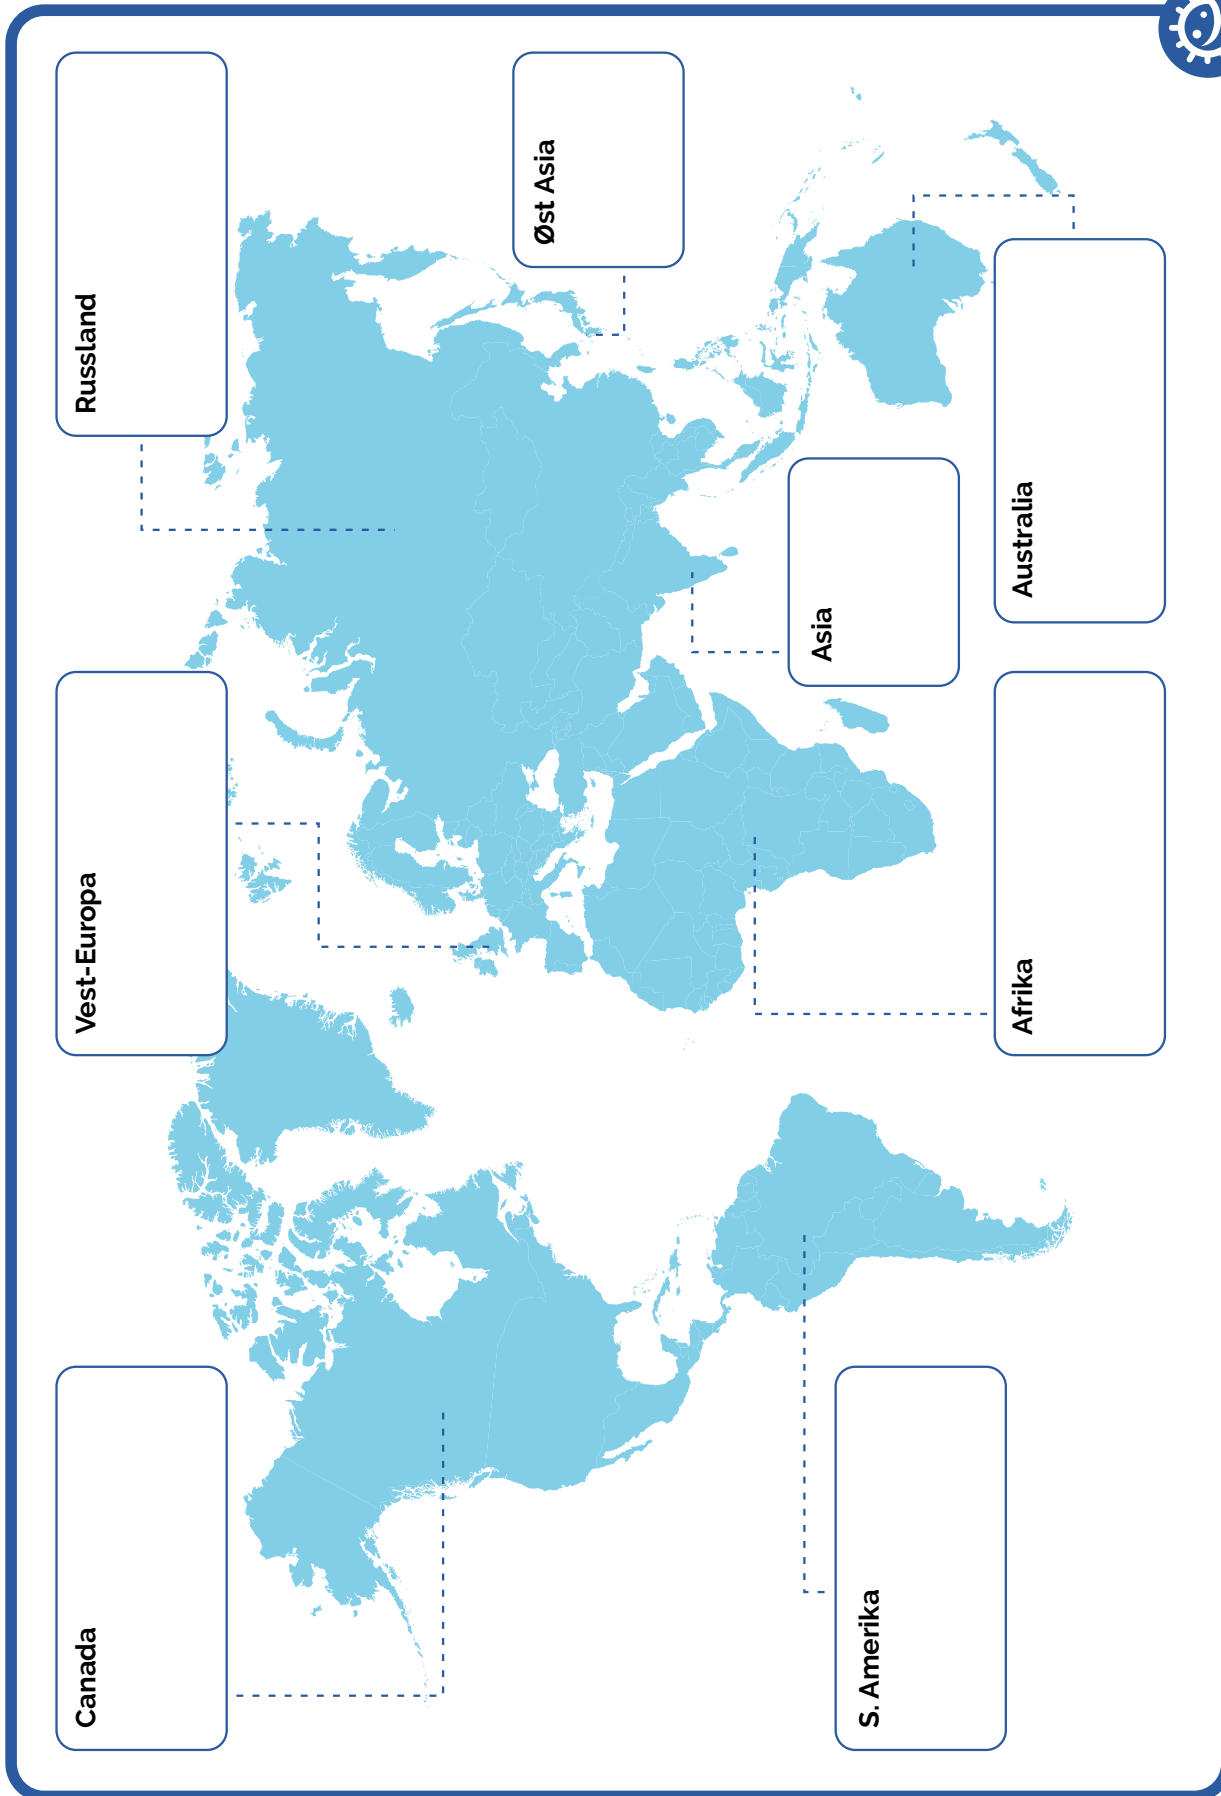 Canada
Vest-Europa
Russland
Øst Asia
S. Amerika
Afrika
Asia
Australia